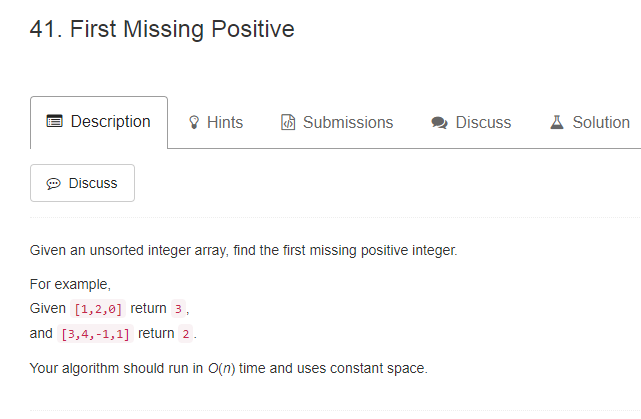 41. First Missing Positive
Description Hints Submissions Discuss Solution
Discuss
Given an unsorted integer array, find the first missing positive integer.
For example,
Given [1,2,0] return 3,
and [3,4,-1,1] return 2.
Your algorithm should run in O(n) time and uses constant space.